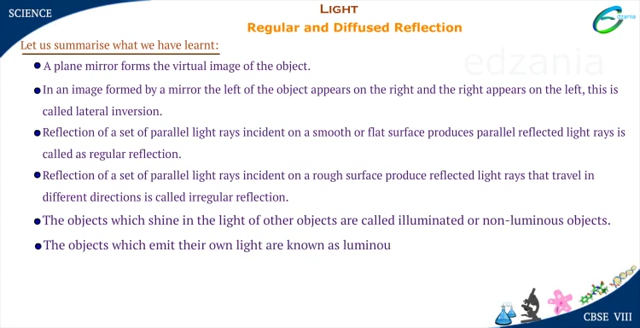 SCIENCE
LIGHT
Regular and Diffused Reflection
edzania
Let us summarise what we have learnt:
edzania
● A plane mirror forms the virtual image of the object.
● In an image formed by a mirror the left of the object appears on the right and the right appears on the left, this is
called lateral inversion.
● Reflection of a set of parallel light rays incident on a smooth or flat surface produces parallel reflected light rays is
called as regular reflection.
● Reflection of a set of parallel light rays incident on a rough surface produce reflected light rays that travel in
different directions is called irregular reflection.
● The objects which shine in the light of other objects are called illuminated or non-luminous objects.
● The objects which emit their own light are known as luminou
CBSE VIII